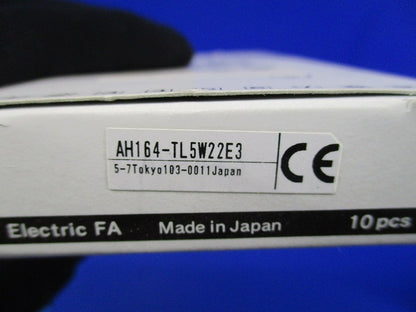 AH164-TL5W22E3
5-7Tokyo103-0011Japan
CE
Electric FA Made in Japan 10 pcs